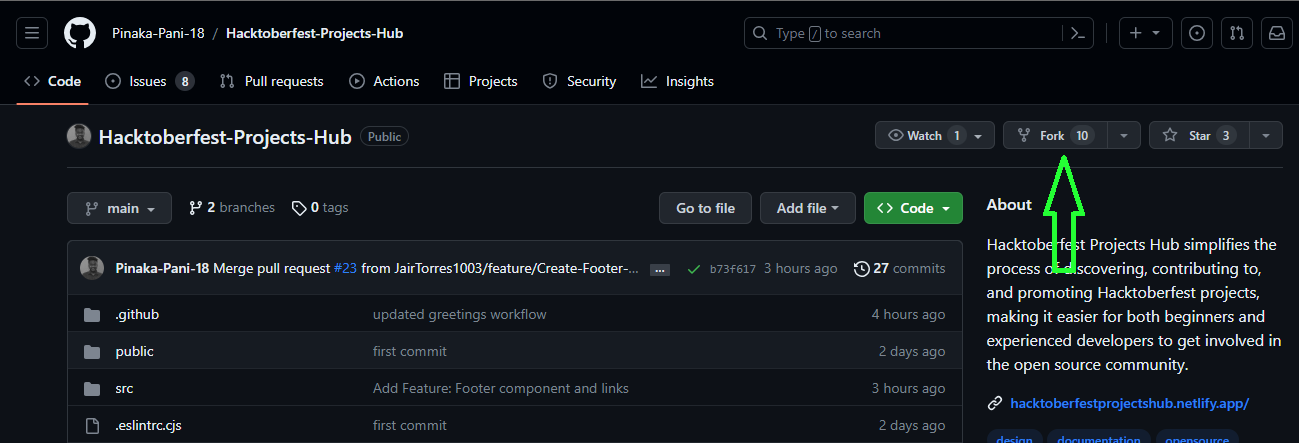 Pinaka-Pani-18 / Hacktoberfest-Projects-Hub
Type / to search
Code Issues 8 Pull requests Actions Projects Security Insights
Hacktoberfest-Projects-Hub Public
Watch 1 Fork 10 Star 3
main 2 branches 0 tags Go to file Add file Code
About
Hacktoberfest Projects Hub simplifies the
process of discovering, contributing to,
and promoting Hacktoberfest projects,
making it easier for both beginners and
experienced developers to get involved in
the open source community.
hacktoberfestprojectshub.netlify.app/
design documentation opensource
Pinaka-Pani-18 Merge pull request #23 from JairTorres1003/feature/Create-Footer-... ... b73f617 3 hours ago 27 commits
.github updated greetings workflow 4 hours ago
public first commit 2 days ago
src Add Feature: Footer component and links 3 hours ago
.eslintrc.cjs first commit 2 days ago